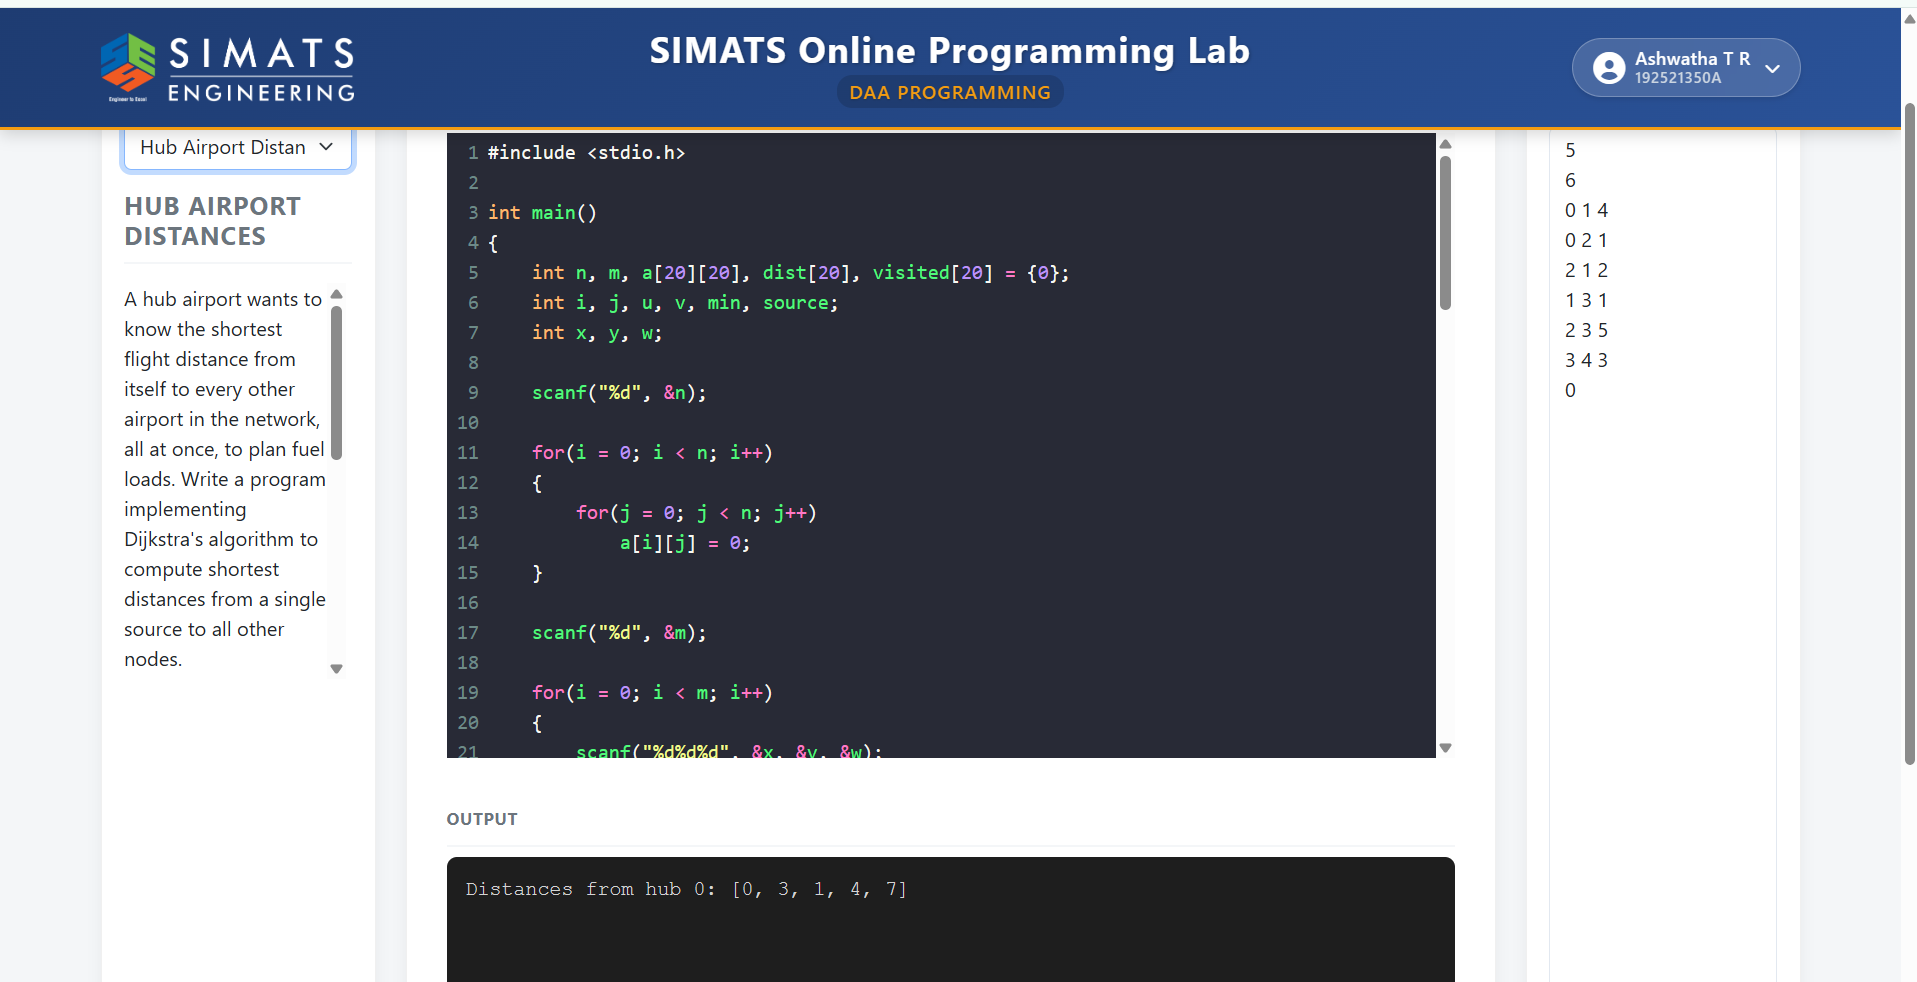 SIMATS
ENGINEERING
Engineer to Excel
SIMATS Online Programming Lab
DAA PROGRAMMING
Ashwatha T R
192521350A
Hub Airport Distan
HUB AIRPORT
DISTANCES
A hub airport wants to
know the shortest
flight distance from
itself to every other
airport in the network,
all at once, to plan fuel
loads. Write a program
implementing
Dijkstra's algorithm to
compute shortest
distances from a single
source to all other
nodes.
1 #include <stdio.h>
2
3 int main()
4 {
5     int n, m, a[20][20], dist[20], visited[20] = {0};
6     int i, j, u, v, min, source;
7     int x, y, w;
8
9     scanf("%d", &n);
10
11     for(i = 0; i < n; i++)
12     {
13         for(j = 0; j < n; j++)
14             a[i][j] = 0;
15     }
16
17     scanf("%d", &m);
18
19     for(i = 0; i < m; i++)
20     {
21         scanf("%d%d%d", &x, &y, &w);
OUTPUT
Distances from hub 0: [0, 3, 1, 4, 7]
5
6
0 1 4
0 2 1
2 1 2
1 3 1
2 3 5
3 4 3
0